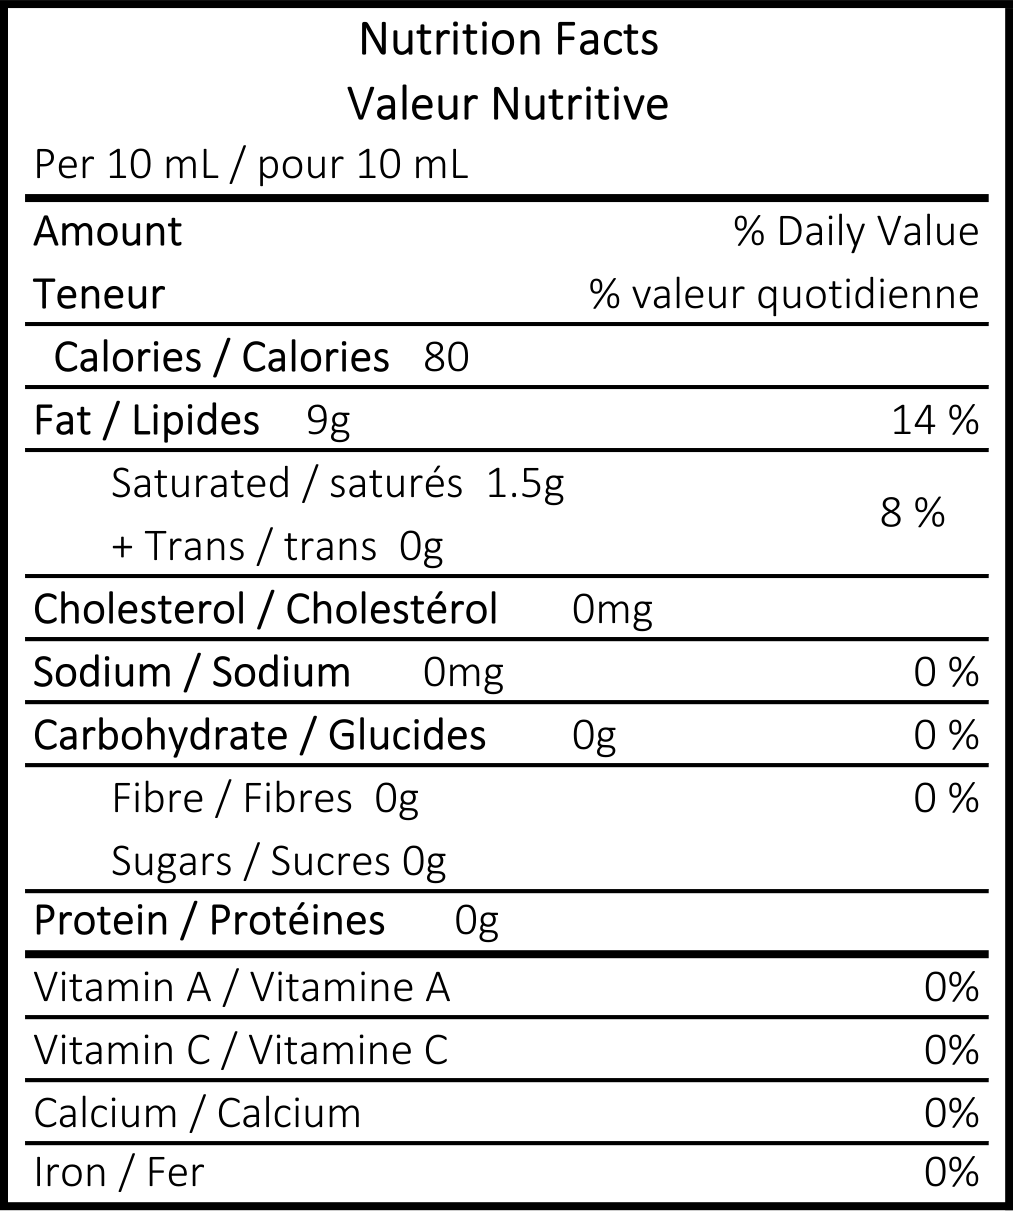 Nutrition Facts
Valeur Nutritive
Per 10 mL / pour 10 mL
Amount % Daily Value
Teneur % valeur quotidienne
Calories / Calories 80
Fat / Lipides 9g 14 %
Saturated / saturés 1.5g
8 %
+ Trans / trans 0g
Cholesterol / Cholestérol 0mg
Sodium / Sodium 0mg 0 %
Carbohydrate / Glucides 0g 0 %
Fibre / Fibres 0g 0 %
Sugars / Sucres 0g
Protein / Protéines 0g
Vitamin A / Vitamine A 0%
Vitamin C / Vitamine C 0%
Calcium / Calcium 0%
Iron / Fer 0%